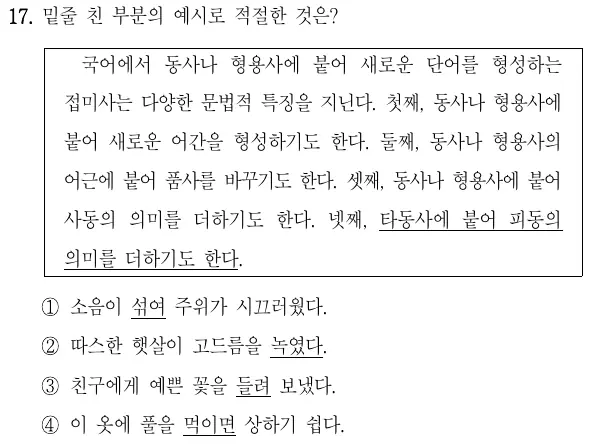 17. 밑줄 친 부분의 예시로 적절한 것은?
국어에서 동사나 형용사에 붙어 새로운 단어를 형성하는
접미사는 다양한 문법적 특징을 지닌다. 첫째, 동사나 형용사에
붙어 새로운 어간을 형성하기도 한다. 둘째, 동사나 형용사의
어근에 붙어 품사를 바꾸기도 한다. 셋째, 동사나 형용사에 붙어
사동의 의미를 더하기도 한다. 넷째, 타동사에 붙어 피동의
의미를 더하기도 한다.
① 소음이 섞여 주위가 시끄러웠다.
② 따스한 햇살이 고드름을 녹였다.
③ 친구에게 예쁜 꽃을 들려 보냈다.
④ 이 옷에 풀을 먹이면 상하기 쉽다.